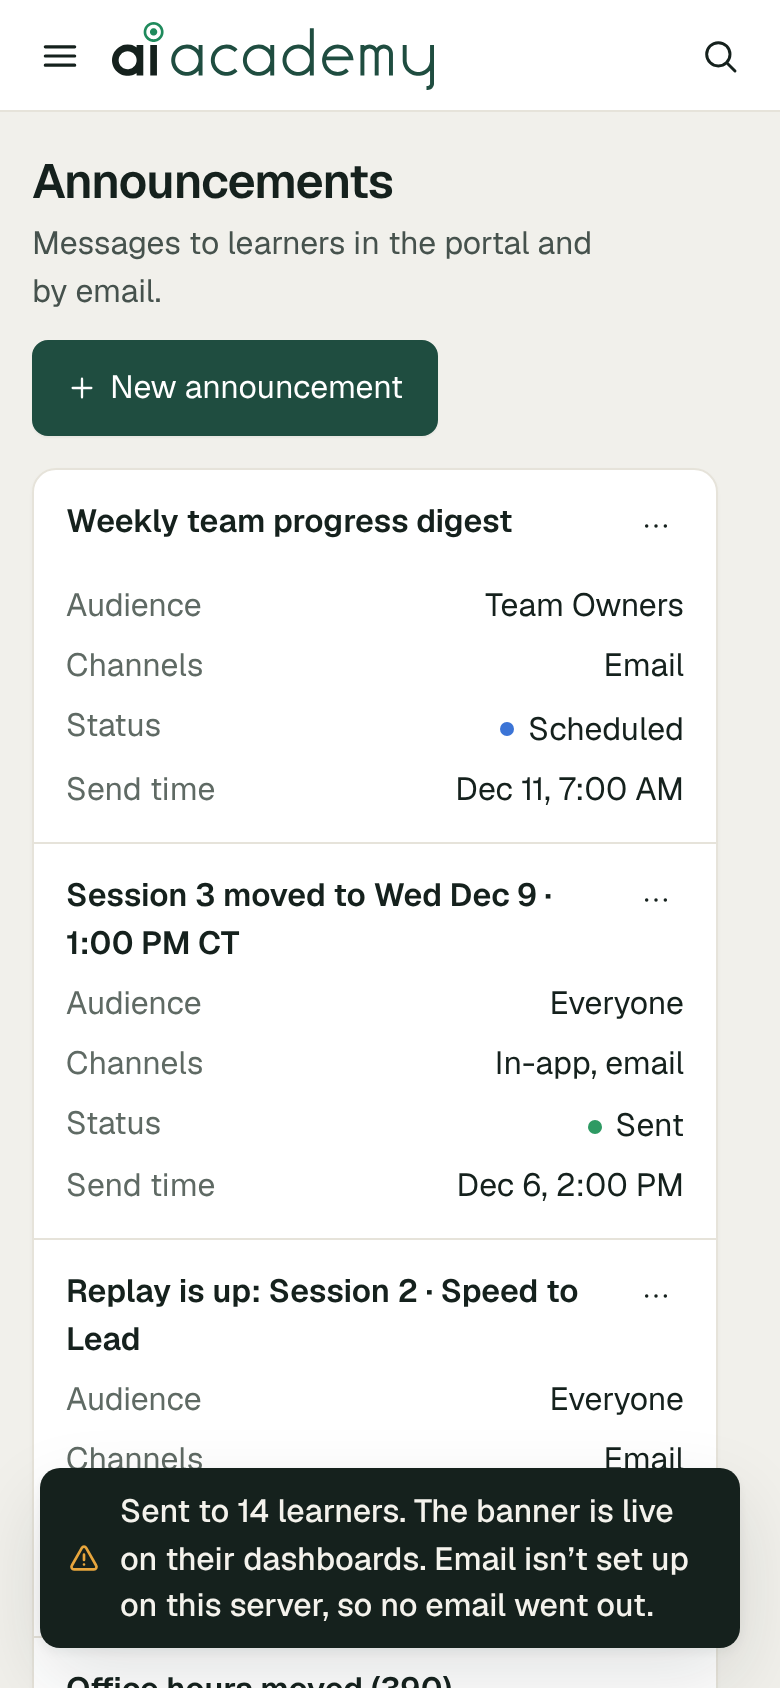 ai academy
Announcements
Messages to learners in the portal and
by email.
+ New announcement
Weekly team progress digest ...
Audience Team Owners
Channels Email
Status Scheduled
Send time Dec 11, 7:00 AM
Session 3 moved to Wed Dec 9 · ...
1:00 PM CT
Audience Everyone
Channels In-app, email
Status Sent
Send time Dec 6, 2:00 PM
Replay is up: Session 2 · Speed to ...
Lead
Audience Everyone
Channels Email
Sent to 14 learners. The banner is live
on their dashboards. Email isn’t set up
on this server, so no email went out.
Office hours moved (390)